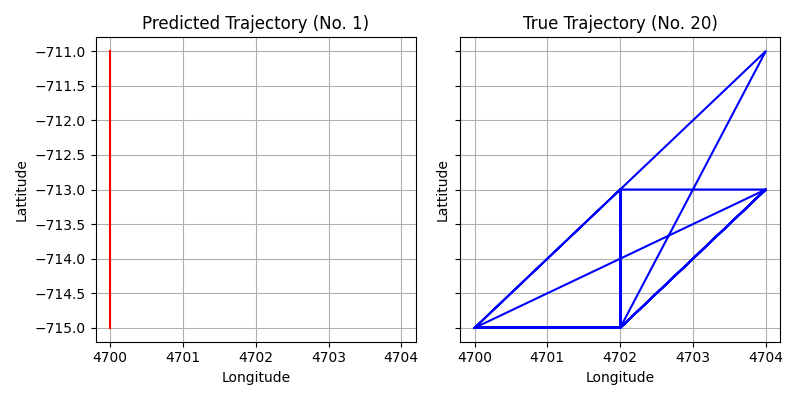 Predicted Trajectory (No. 1)
−711.0
−711.5
−712.0
−712.5
−713.0
−713.5
−714.0
−714.5
−715.0
Lattitude
4700 4701 4702 4703 4704
Longitude
True Trajectory (No. 20)
Lattitude
4700 4701 4702 4703 4704
Longitude